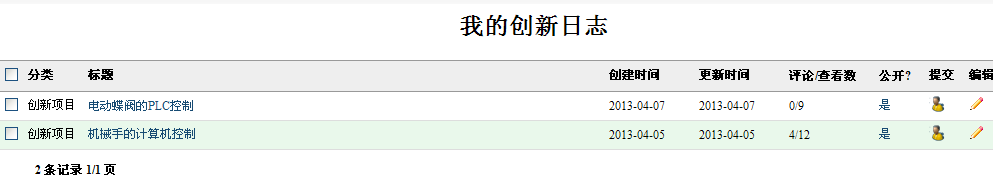 我的创新日志
分类 标题 创建时间 更新时间 评论/查看数 公开? 提交 编辑
创新项目 电动蝶阀的PLC控制 2013-04-07 2013-04-07 0/9 是
创新项目 机械手的计算机控制 2013-04-05 2013-04-05 4/12 是
2 条记录 1/1 页